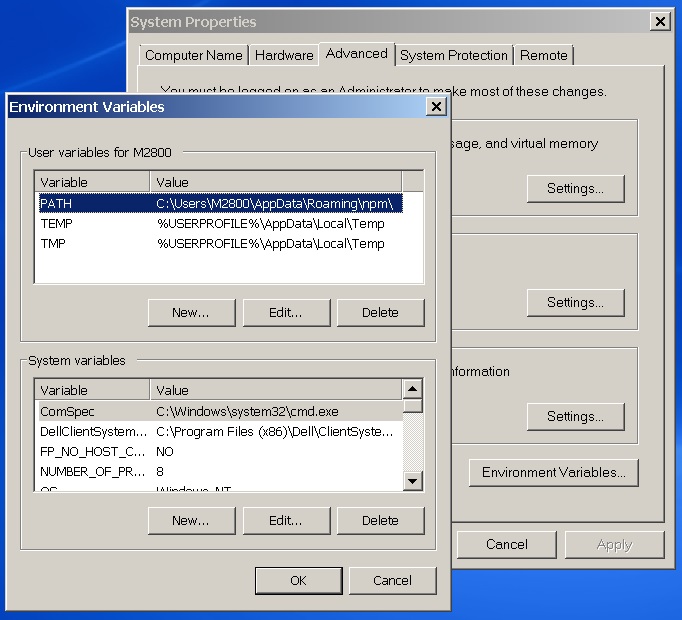 System Properties
Computer Name Hardware Advanced System Protection Remote
You must be logged on as an Administrator to make most of these changes.
sage, and virtual memory
Settings...
Settings...
nformation
Settings...
Environment Variables...
Cancel Apply
Environment Variables
User variables for M2800
Variable Value
PATH C:\Users\M2800\AppData\Roaming\npm\
TEMP %USERPROFILE%\AppData\Local\Temp
TMP %USERPROFILE%\AppData\Local\Temp
New... Edit... Delete
System variables
Variable Value
ComSpec C:\Windows\system32\cmd.exe
DellClientSystem... C:\Program Files (x86)\Dell\ClientSyste...
FP_NO_HOST_C... NO
NUMBER_OF_PR... 8
OS Windows_NT
New... Edit... Delete
OK Cancel